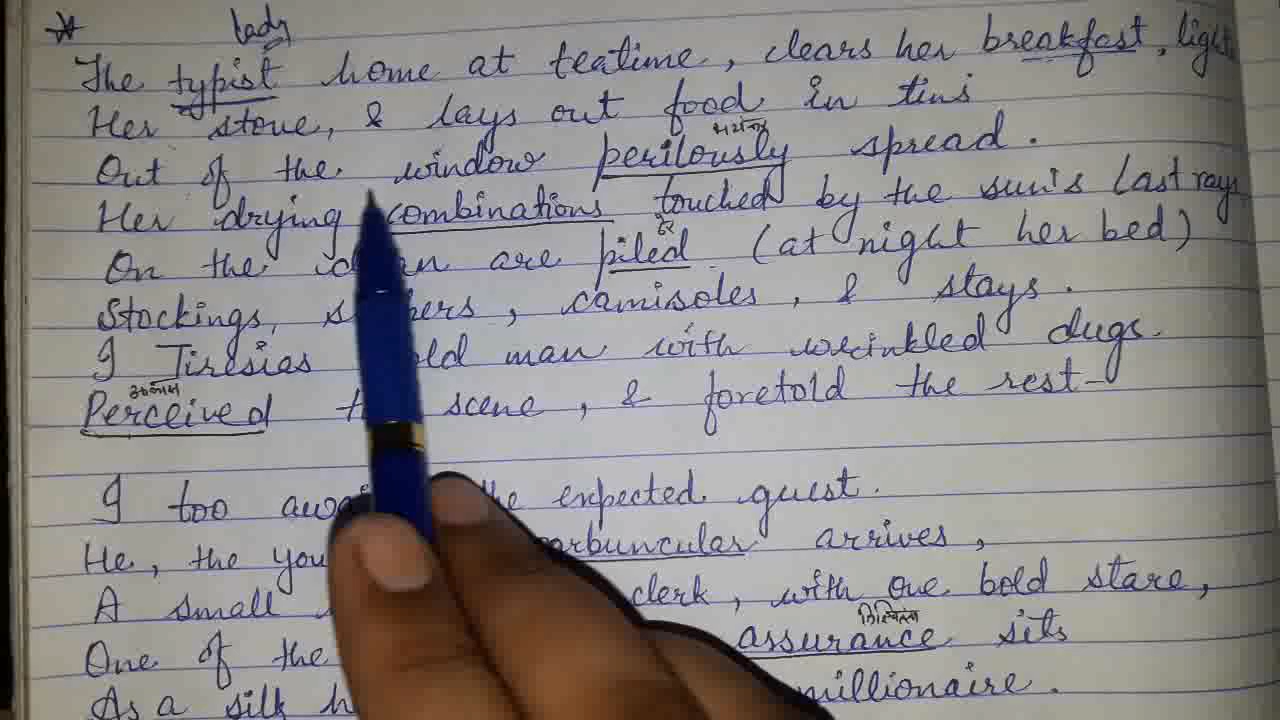 lady
The typist home at teatime, clears her breakfast, light
Her stove, & lays out food in tins
Out of the window perilously spread.
Her drying combinations touched by the sun's last rays
ढेर
On the are piled (at night her bed)
Stockings, camisoles, & stays.
I Tiresias old man with wrinkled dugs.
Perceived scene, & foretold the rest-
I too the expected guest.
He, the arbuncular arrives,
A small clerk, with one bold stare,
One of the assurance sits
As a silk millionaire.